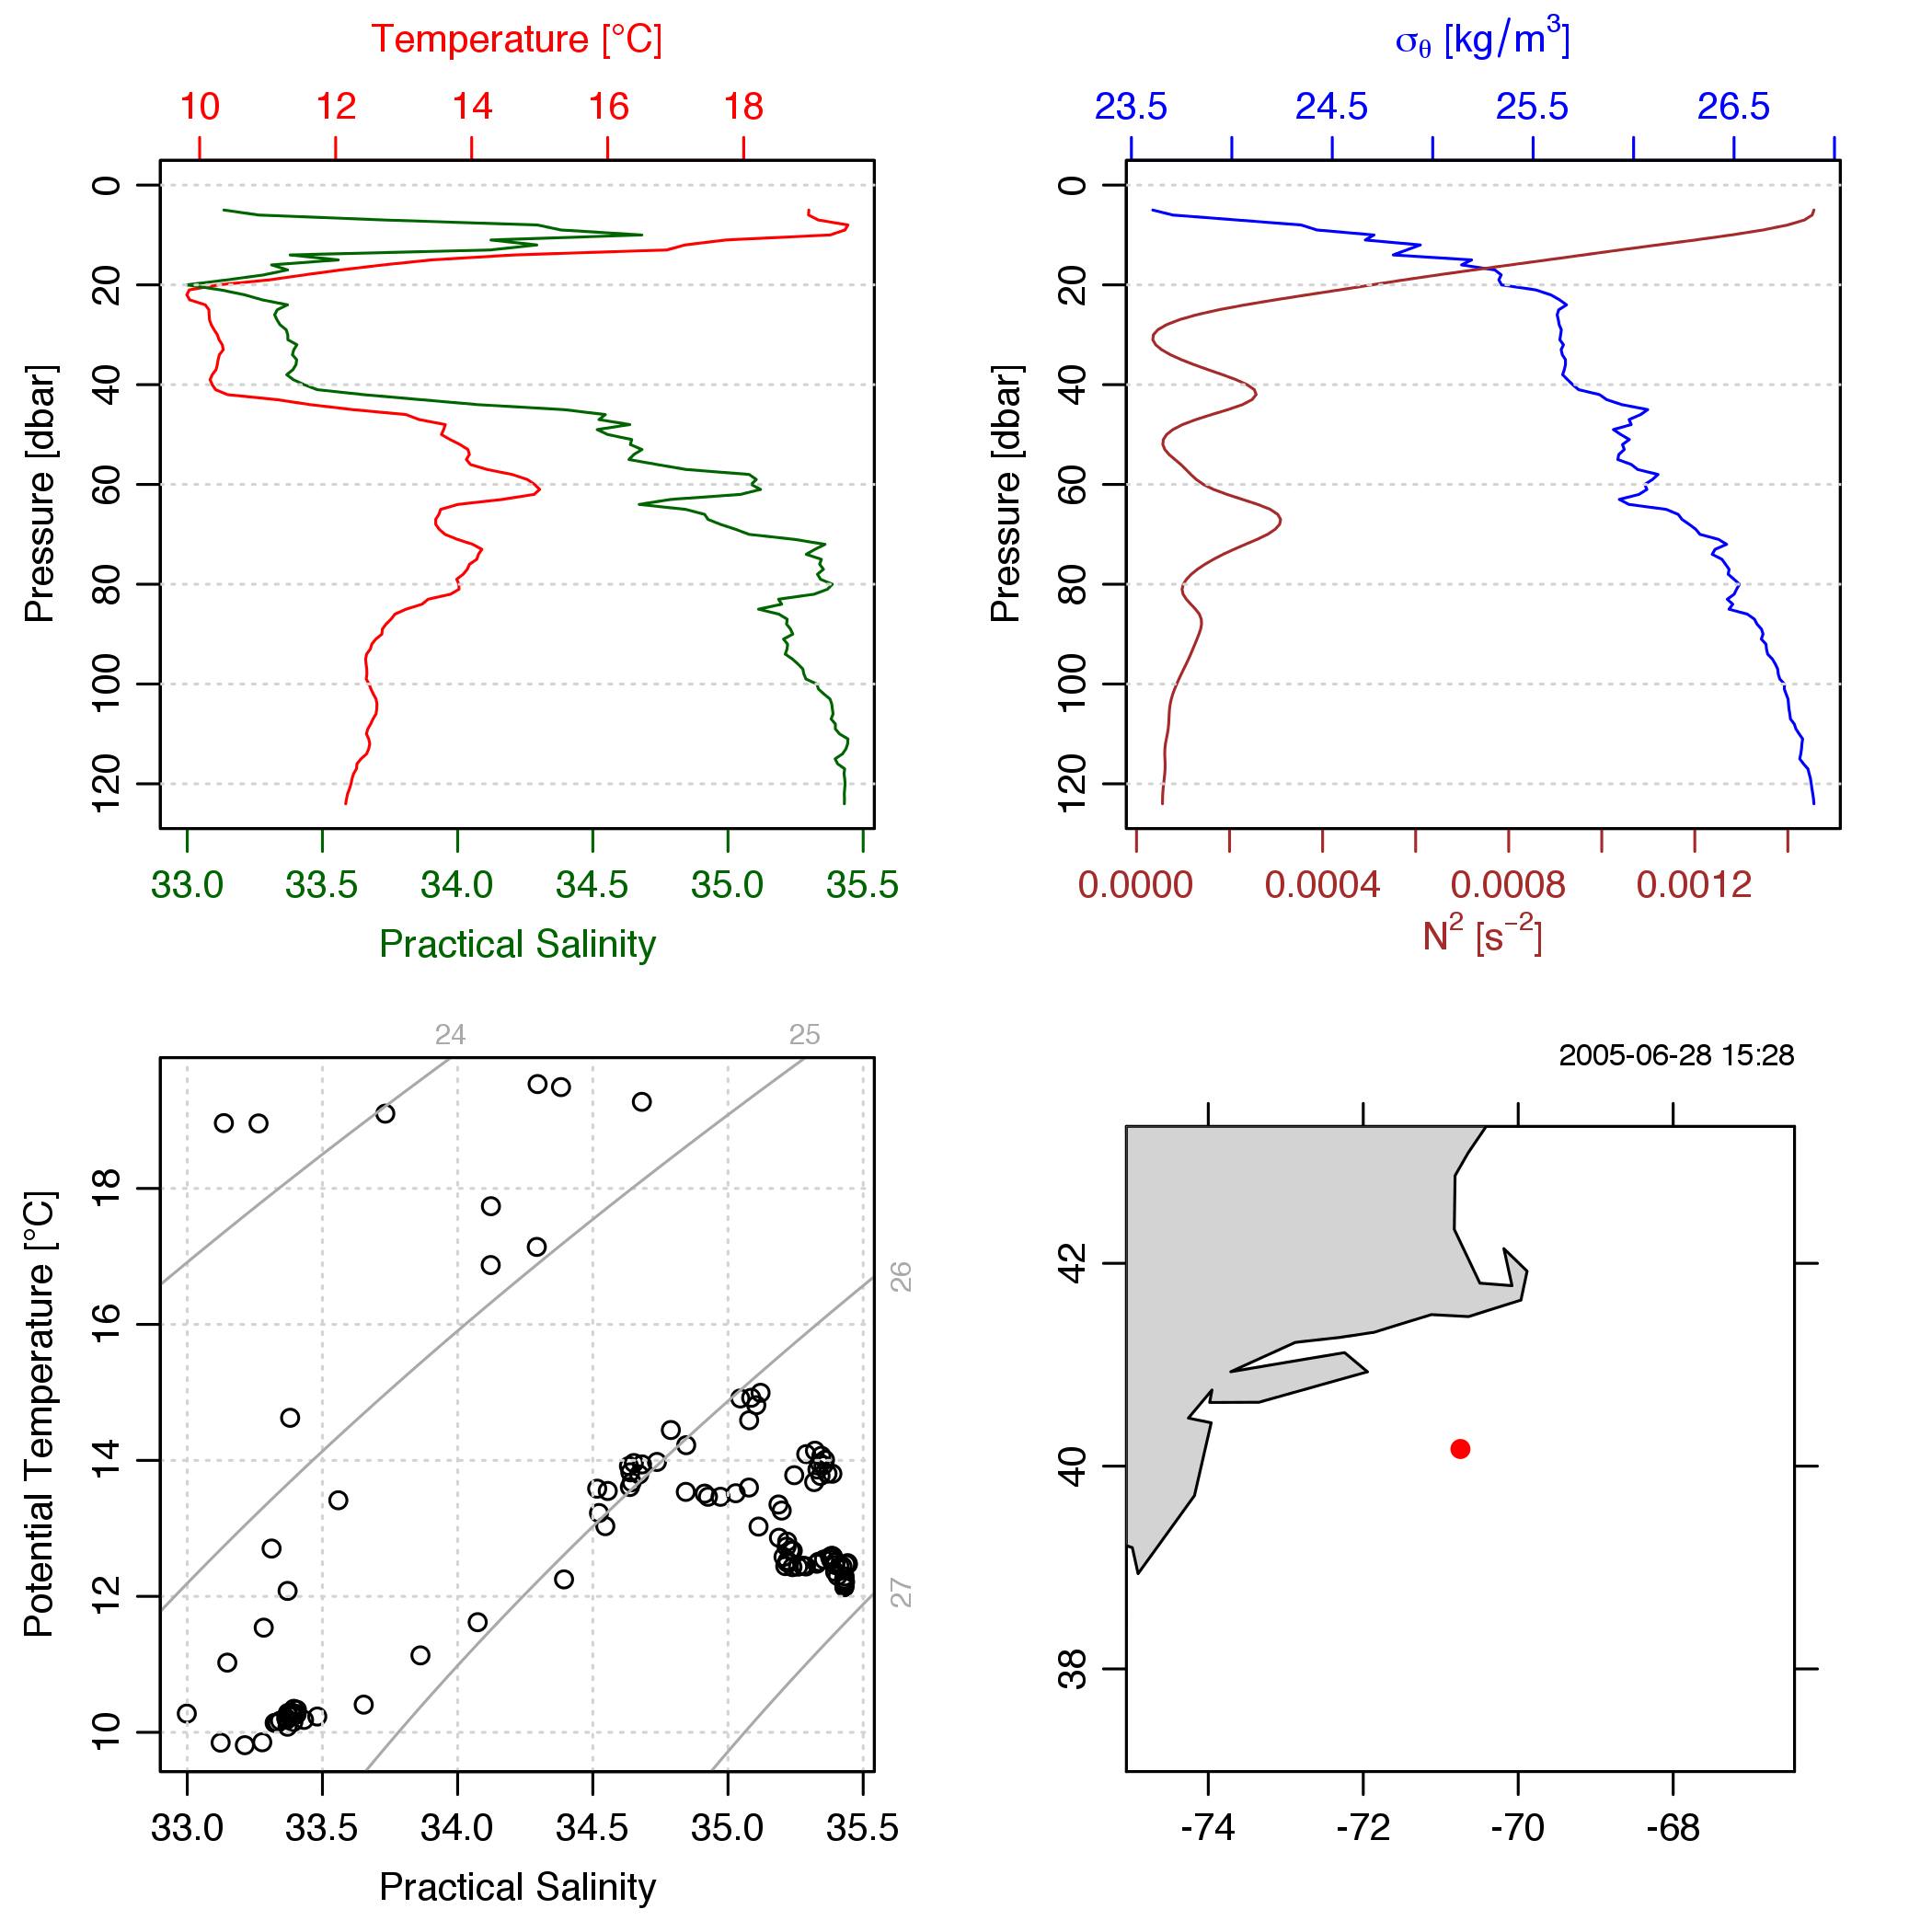 Temperature [°C]
10 12 14 16 18
0
20
40
60
80
100
120
Pressure [dbar]
33.0 33.5 34.0 34.5 35.0 35.5
Practical Salinity
σθ [kg/m³]
23.5 24.5 25.5 26.5
0
20
40
60
80
100
120
Pressure [dbar]
0.0000 0.0004 0.0008 0.0012
N² [s⁻²]
24 25
26
27
18
16
14
12
10
Potential Temperature [°C]
33.0 33.5 34.0 34.5 35.0 35.5
Practical Salinity
2005-06-28 15:28
42
40
38
-74 -72 -70 -68